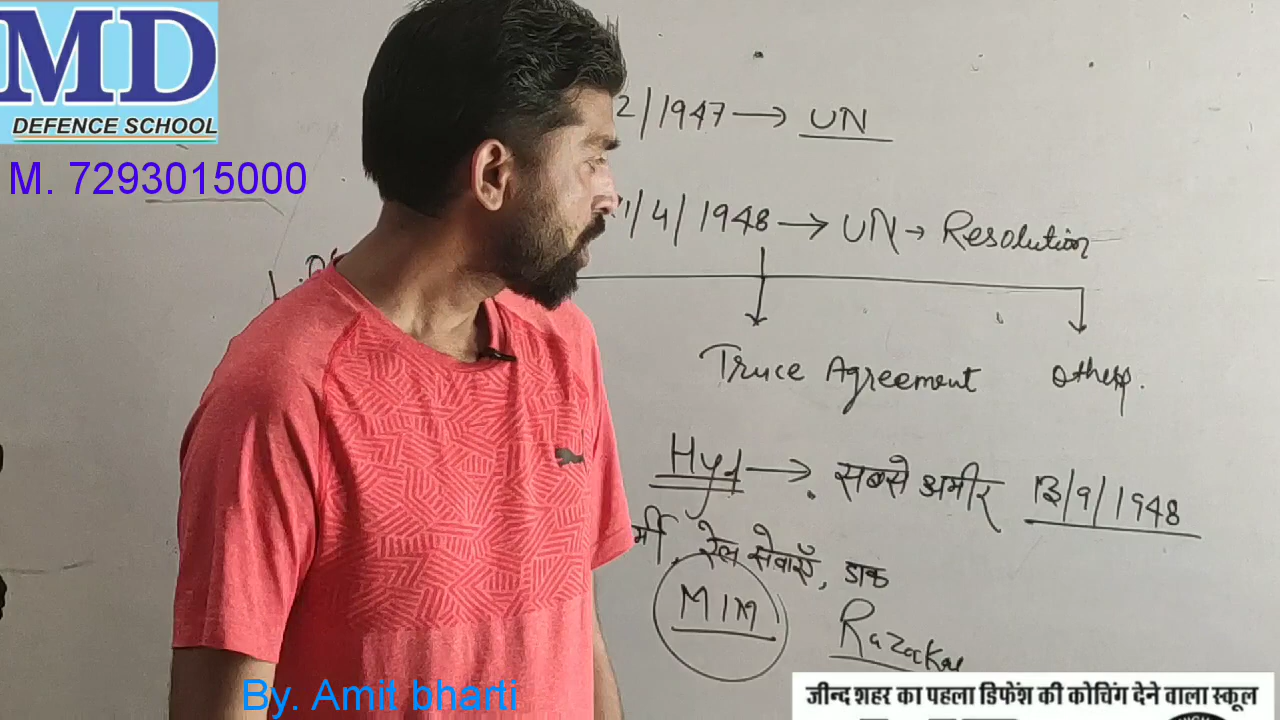 MD
DEFENCE SCHOOL
M. 7293015000
2/1947 → UN
/4/1948 → UN → Resolution
Truce Agreement
Hyd → सबसे अमीर 13/9/1948
र्मी, रेल सेवाएँ, डाक
MIM
Razakar
By. Amit bharti
जीन्द शहर का पहला डिफेंश की कोचिंग देने वाला स्कूल